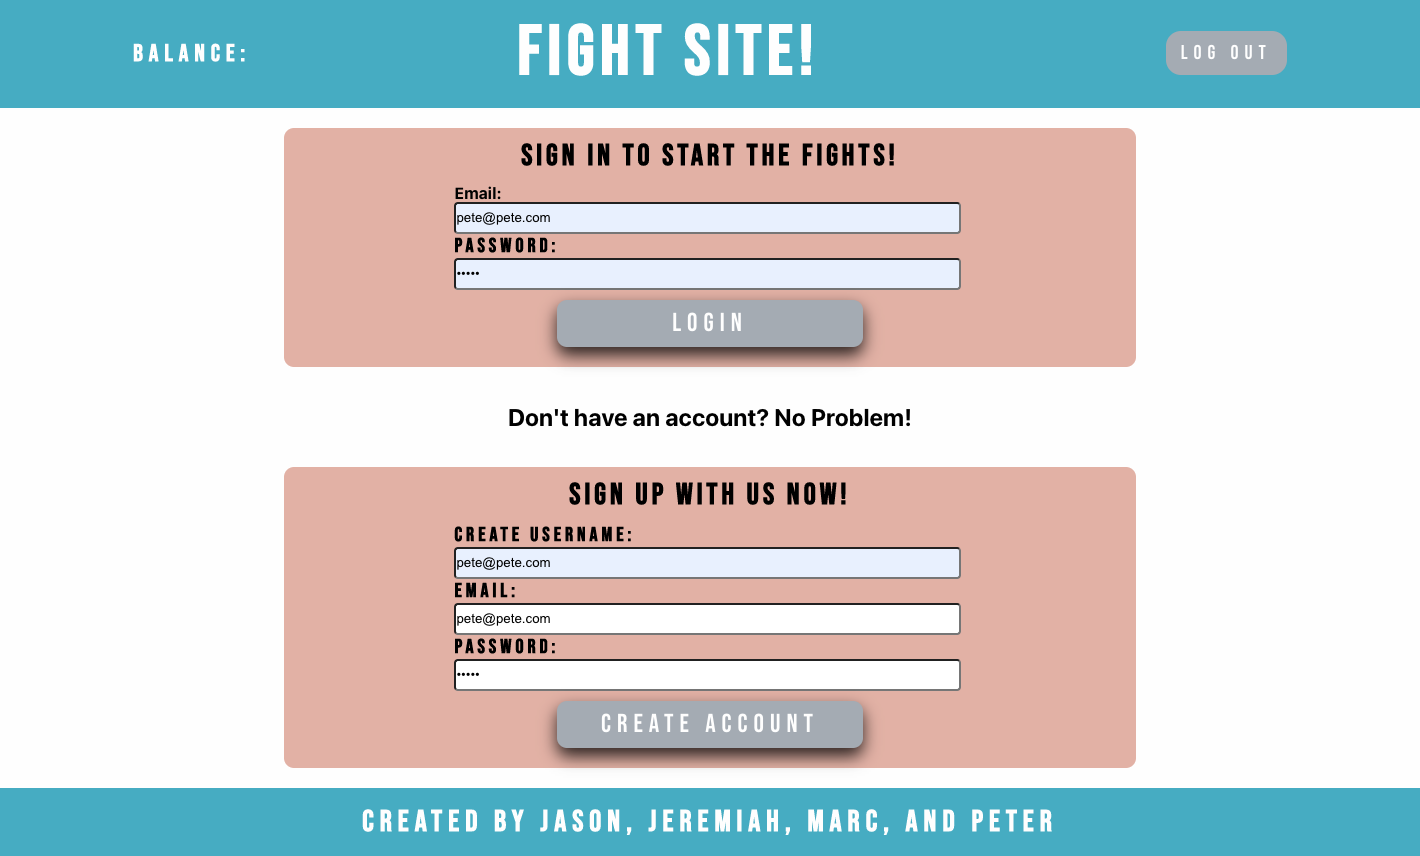 BALANCE:
FIGHT SITE!
LOG OUT
SIGN IN TO START THE FIGHTS!
Email:
pete@pete.com
PASSWORD:
•••••
LOGIN
Don't have an account? No Problem!
SIGN UP WITH US NOW!
CREATE USERNAME:
pete@pete.com
EMAIL:
pete@pete.com
PASSWORD:
•••••
CREATE ACCOUNT
CREATED BY JASON, JEREMIAH, MARC, AND PETER